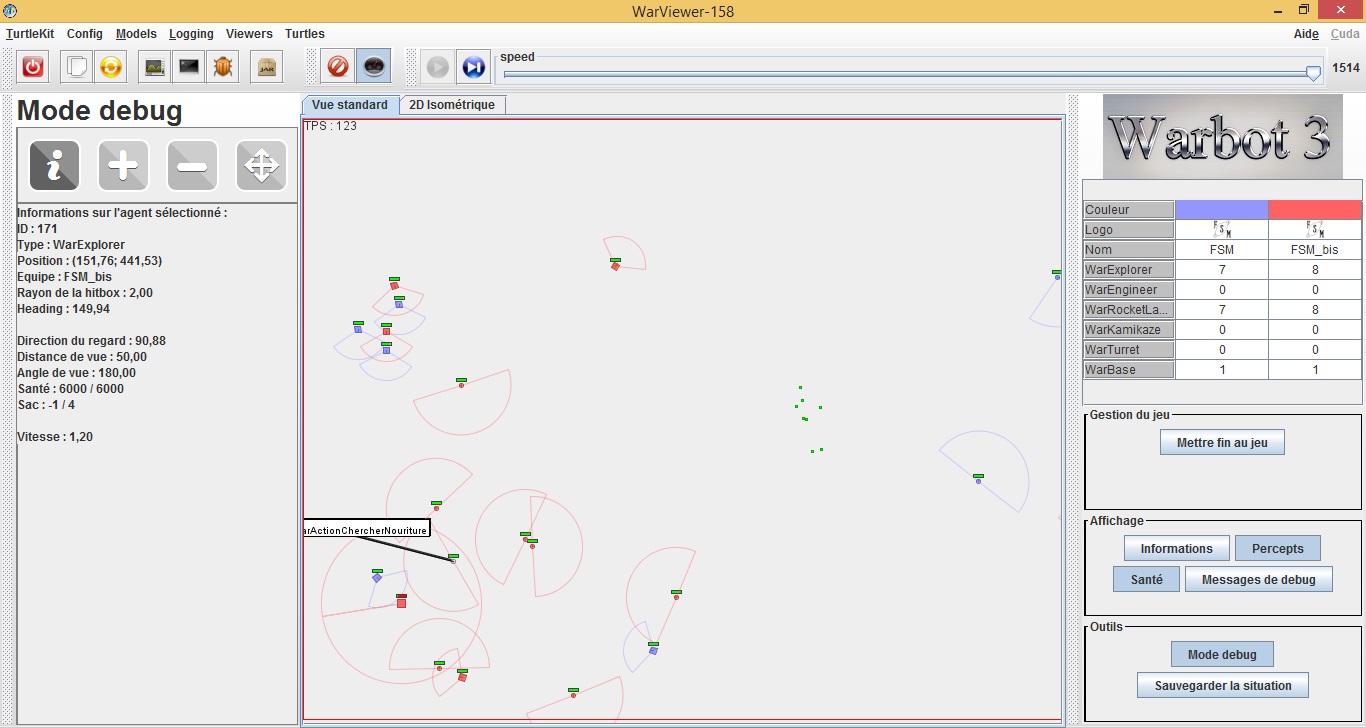 WarViewer-158
TurtleKit Config Models Logging Viewers Turtles
Aide Cuda
JAR
speed
1514
Mode debug
Informations sur l'agent sélectionné :
ID : 171
Type : WarExplorer
Position : (151,76; 441,53)
Equipe : FSM_bis
Rayon de la hitbox : 2,00
Heading : 149,94
Direction du regard : 90,88
Distance de vue : 50,00
Angle de vue : 180,00
Santé : 6000 / 6000
Sac : -1 / 4
Vitesse : 1,20
Vue standard 2D Isométrique
TPS : 123
arActionChercherNouriture
Warbot 3
Couleur
Logo FSM FSM
Nom FSM FSM_bis
WarExplorer 7 8
WarEngineer 0 0
WarRocketLa... 7 8
WarKamikaze 0 0
WarTurret 0 0
WarBase 1 1
Gestion du jeu
Mettre fin au jeu
Affichage
Informations Percepts
Santé Messages de debug
Outils
Mode debug
Sauvegarder la situation